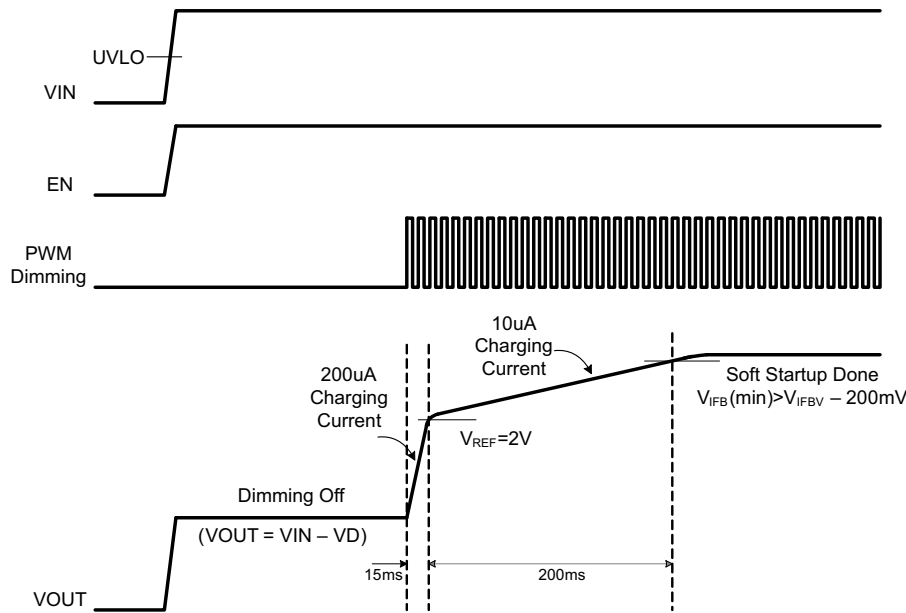 UVLO
VIN
EN
PWM
Dimming
10uA
Charging
Current
200uA
Charging
Current
Soft Startup Done
VIFB(min)>VIFBV – 200mV
VREF=2V
Dimming Off
(VOUT = VIN – VD)
15ms
200ms
VOUT